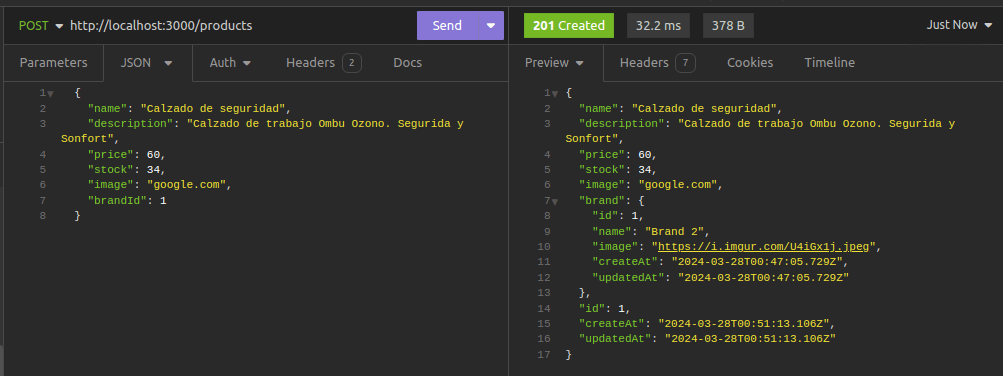 POST http://localhost:3000/products Send
Parameters JSON Auth Headers 2 Docs
1 {
2 "name": "Calzado de seguridad",
3 "description": "Calzado de trabajo Ombu Ozono. Segurida y
Sonfort",
4 "price": 60,
5 "stock": 34,
6 "image": "google.com",
7 "brandId": 1
8 }
201 Created 32.2 ms 378 B Just Now
Preview Headers 7 Cookies Timeline
1 {
2 "name": "Calzado de seguridad",
3 "description": "Calzado de trabajo Ombu Ozono. Segurida y
Sonfort",
4 "price": 60,
5 "stock": 34,
6 "image": "google.com",
7 "brand": {
8 "id": 1,
9 "name": "Brand 2",
10 "image": "https://i.imgur.com/U4iGx1j.jpeg",
11 "createAt": "2024-03-28T00:47:05.729Z",
12 "updatedAt": "2024-03-28T00:47:05.729Z"
13 },
14 "id": 1,
15 "createAt": "2024-03-28T00:51:13.106Z",
16 "updatedAt": "2024-03-28T00:51:13.106Z"
17 }